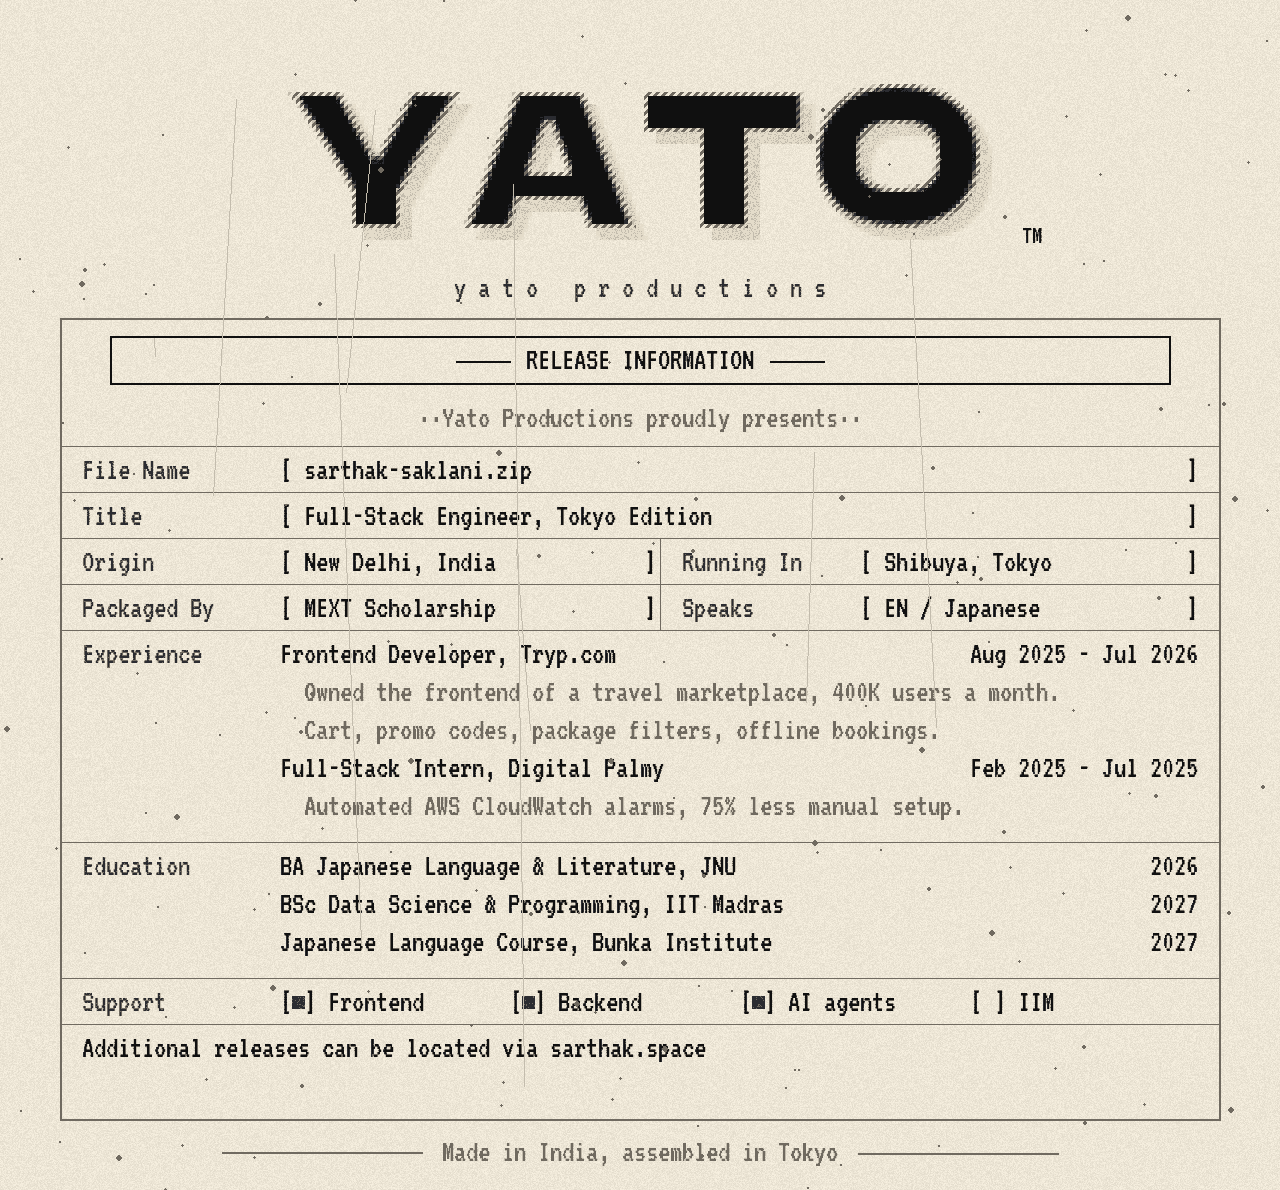 YATO
TM
yato productions
RELEASE INFORMATION
··Yato Productions proudly presents··
File Name [ sarthak-saklani.zip ]
Title [ Full-Stack Engineer, Tokyo Edition ]
Origin [ New Delhi, India ] Running In [ Shibuya, Tokyo ]
Packaged By [ MEXT Scholarship ] Speaks [ EN / Japanese ]
Experience Frontend Developer, Tryp.com Aug 2025 - Jul 2026
Owned the frontend of a travel marketplace, 400K users a month.
Cart, promo codes, package filters, offline bookings.
Full-Stack Intern, Digital Palmy Feb 2025 - Jul 2025
Automated AWS CloudWatch alarms, 75% less manual setup.
Education BA Japanese Language & Literature, JNU 2026
BSc Data Science & Programming, IIT Madras 2027
Japanese Language Course, Bunka Institute 2027
Support [■] Frontend [■] Backend [■] AI agents [ ] IIM
Additional releases can be located via sarthak.space
Made in India, assembled in Tokyo